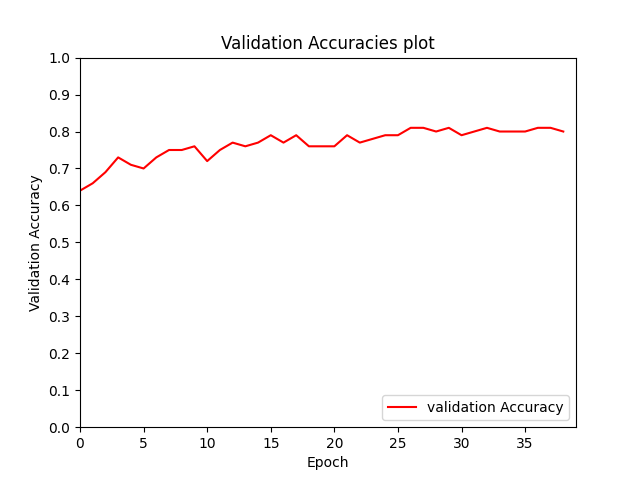 Validation Accuracies plot
1.0
0.9
0.8
0.7
0.6
0.5
0.4
0.3
0.2
0.1
0.0
Validation Accuracy
validation Accuracy
0 5 10 15 20 25 30 35
Epoch